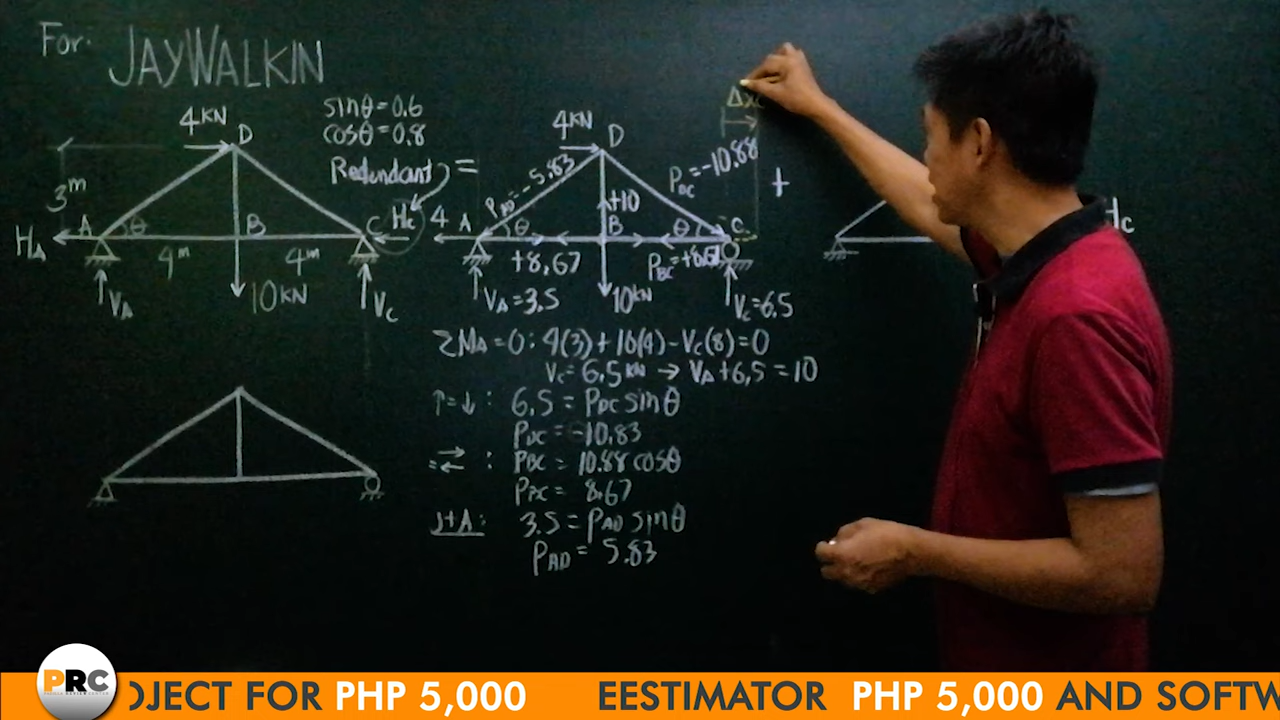 For: JAYWALKIN
4KN
D
sinθ=0.6
cosθ=0.8
Redundant
=
3m
HA
A
θ
B
C
Hc
4m
4m
VA
10KN
Vc
4KN
D
PAD=-5.83
+10
PDC=-10.88
Δxc
+
4 A
θ
B
θ
C
+8.67
PBC=+8.67
VA=3.5
10KN
Vc=6.5
Hc
ΣMA=0: 4(3)+10(4)-Vc(8)=0
Vc=6.5KN → VA+6.5=10
↑=↓: 6.5=PDC sinθ
PDC=-10.83
PBC=10.88cosθ
PBC=8.67
J+A: 3.5=PAD sinθ
PAD=5.83
PRC
OJECT FOR PHP 5,000 EESTIMATOR PHP 5,000 AND SOFTW